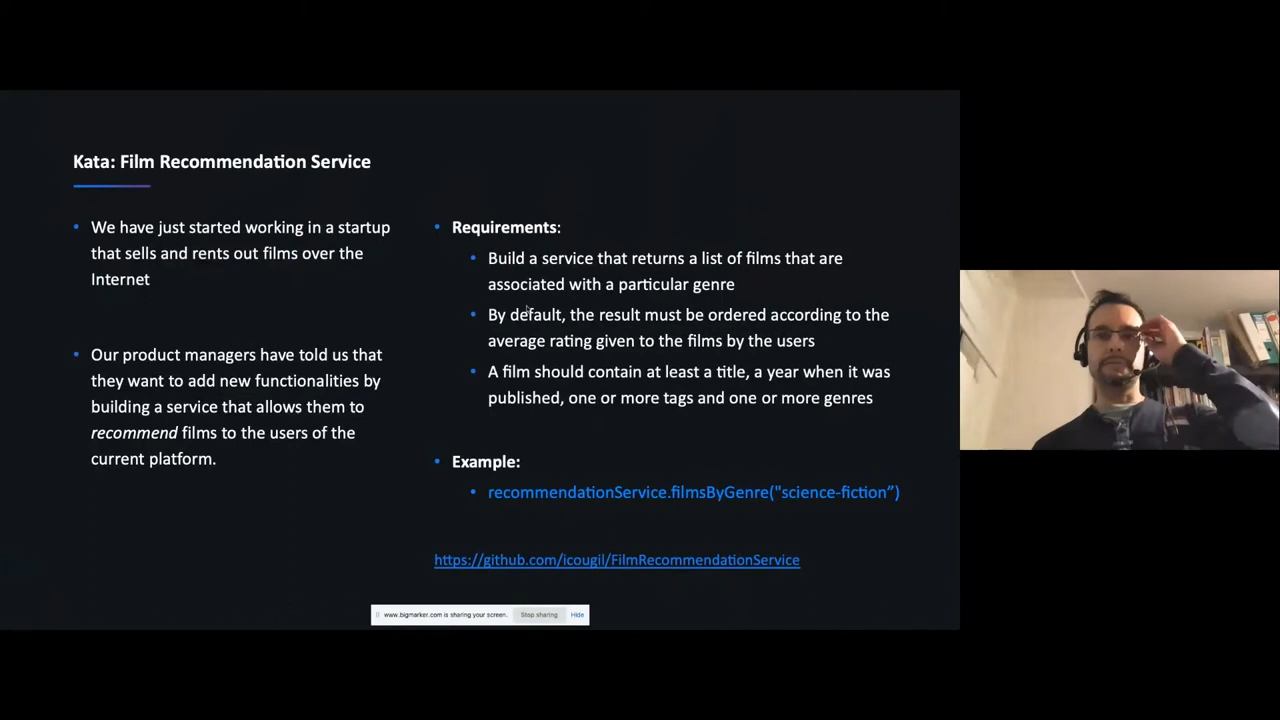 Kata: Film Recommendation Service
We have just started working in a startup
that sells and rents out films over the
Internet
Our product managers have told us that
they want to add new functionalities by
building a service that allows them to
recommend films to the users of the
current platform.
Requirements:
Build a service that returns a list of films that are
associated with a particular genre
By default, the result must be ordered according to the
average rating given to the films by the users
A film should contain at least a title, a year when it was
published, one or more tags and one or more genres
Example:
recommendationService.filmsByGenre("science-fiction”)
https://github.com/icougil/FilmRecommendationService
www.bigmarker.com is sharing your screen.
Stop sharing
Hide